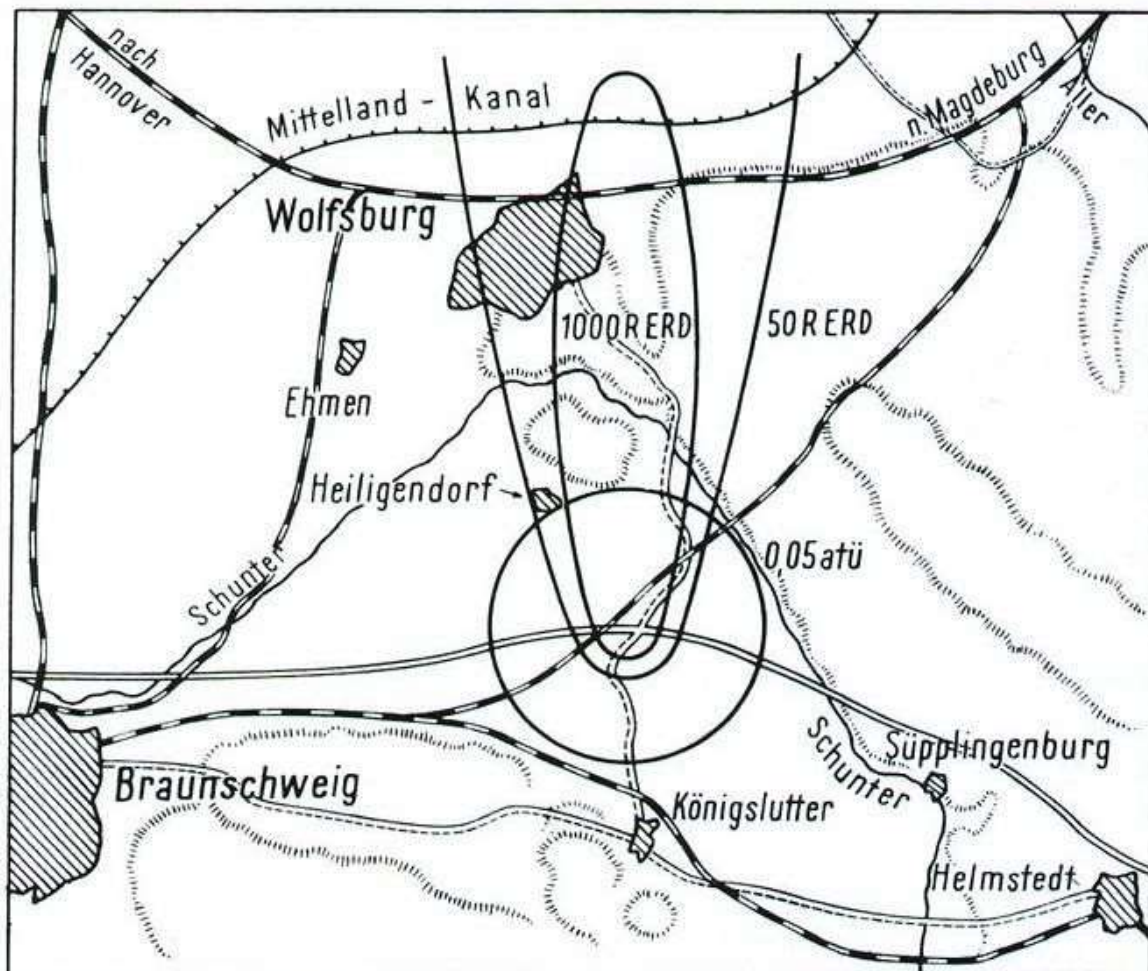 nach
Hannover
Mittelland - Kanal
n. Magdeburg
Aller
Wolfsburg
1000 R ERD
50 R ERD
Ehmen
Heiligendorf
0,05 atü
Schunter
Süpplingenburg
Schunter
Braunschweig
Königslutter
Helmstedt